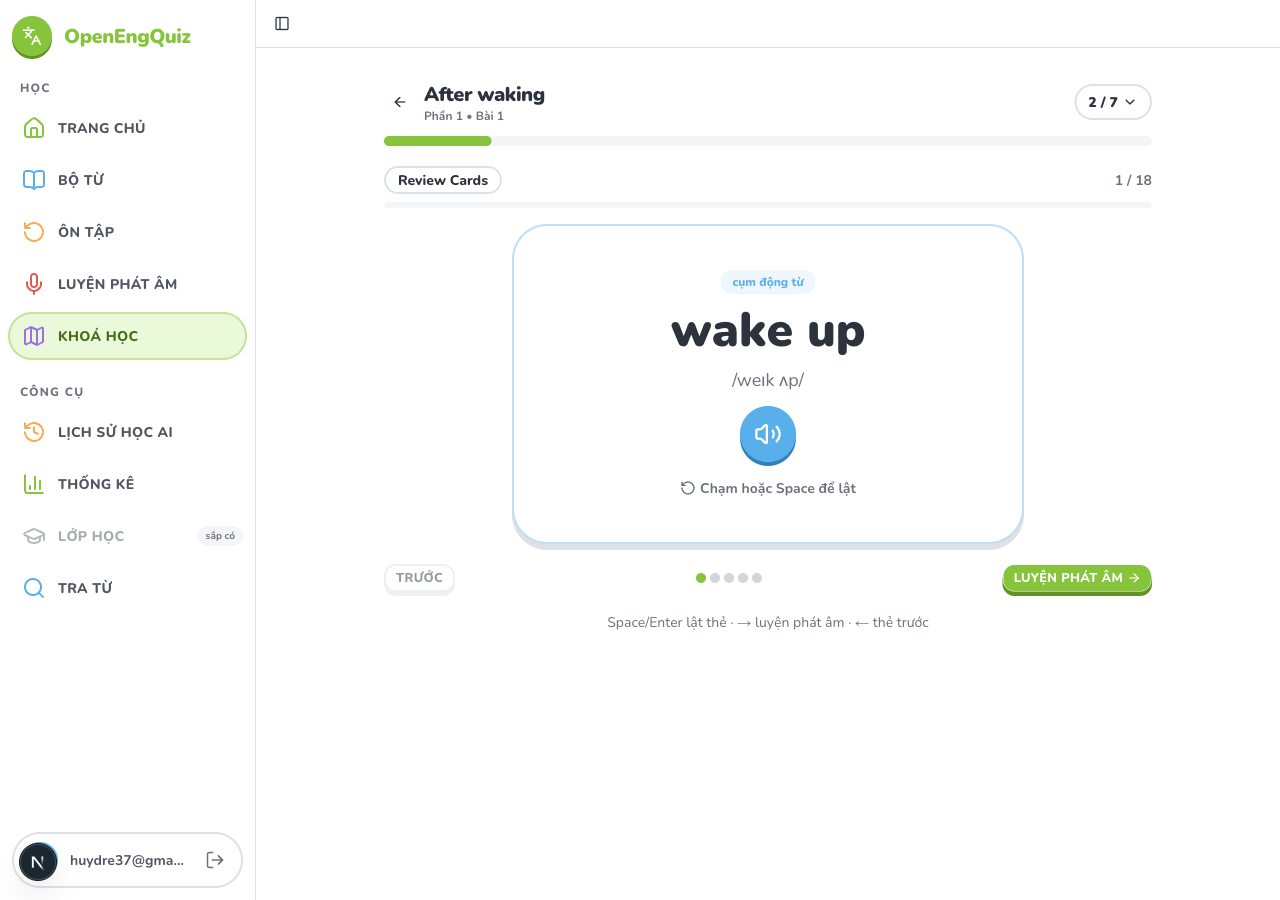 OpenEngQuiz
HỌC
TRANG CHỦ
BỘ TỪ
ÔN TẬP
LUYỆN PHÁT ÂM
KHOÁ HỌC
CÔNG CỤ
LỊCH SỬ HỌC AI
THỐNG KÊ
LỚP HỌC
sắp có
TRA TỪ
N
huydre37@gma...
After waking
Phần 1 • Bài 1
2 / 7
Review Cards
1 / 18
cụm động từ
wake up
/weɪk ʌp/
Chạm hoặc Space để lật
TRƯỚC
LUYỆN PHÁT ÂM →
Space/Enter lật thẻ · → luyện phát âm · ← thẻ trước